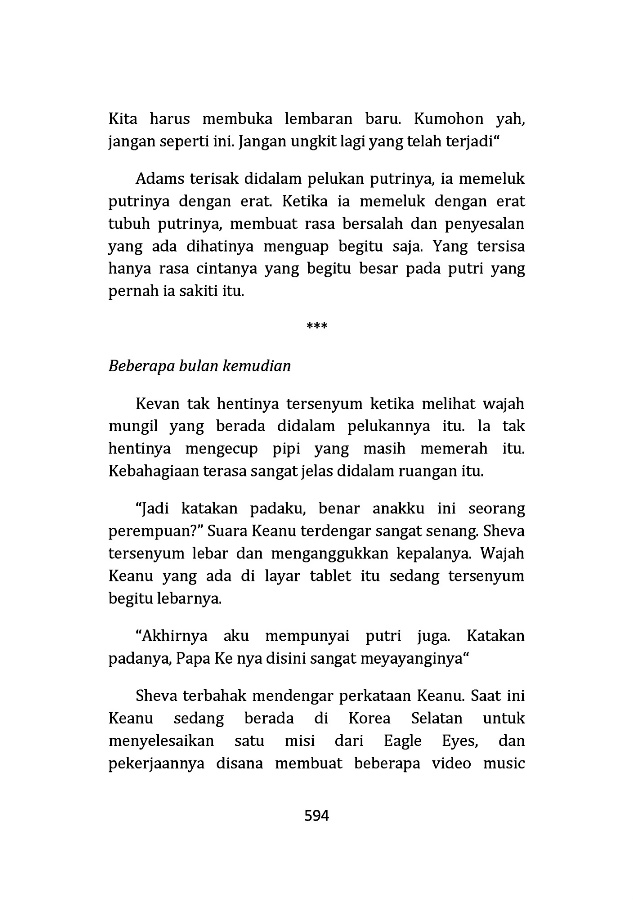 Kita harus membuka lembaran baru. Kumohon yah,
jangan seperti ini. Jangan ungkit lagi yang telah terjadi“
Adams terisak didalam pelukan putrinya, ia memeluk
putrinya dengan erat. Ketika ia memeluk dengan erat
tubuh putrinya, membuat rasa bersalah dan penyesalan
yang ada dihatinya menguap begitu saja. Yang tersisa
hanya rasa cintanya yang begitu besar pada putri yang
pernah ia sakiti itu.
***
Beberapa bulan kemudian
Kevan tak hentinya tersenyum ketika melihat wajah
mungil yang berada didalam pelukannya itu. Ia tak
hentinya mengecup pipi yang masih memerah itu.
Kebahagiaan terasa sangat jelas didalam ruangan itu.
“Jadi katakan padaku, benar anakku ini seorang
perempuan?” Suara Keanu terdengar sangat senang. Sheva
tersenyum lebar dan menganggukkan kepalanya. Wajah
Keanu yang ada di layar tablet itu sedang tersenyum
begitu lebarnya.
“Akhirnya aku mempunyai putri juga. Katakan
padanya, Papa Ke nya disini sangat meyayanginya“
Sheva terbahak mendengar perkataan Keanu. Saat ini
Keanu sedang berada di Korea Selatan untuk
menyelesaikan satu misi dari Eagle Eyes, dan
pekerjaannya disana membuat beberapa video music
594